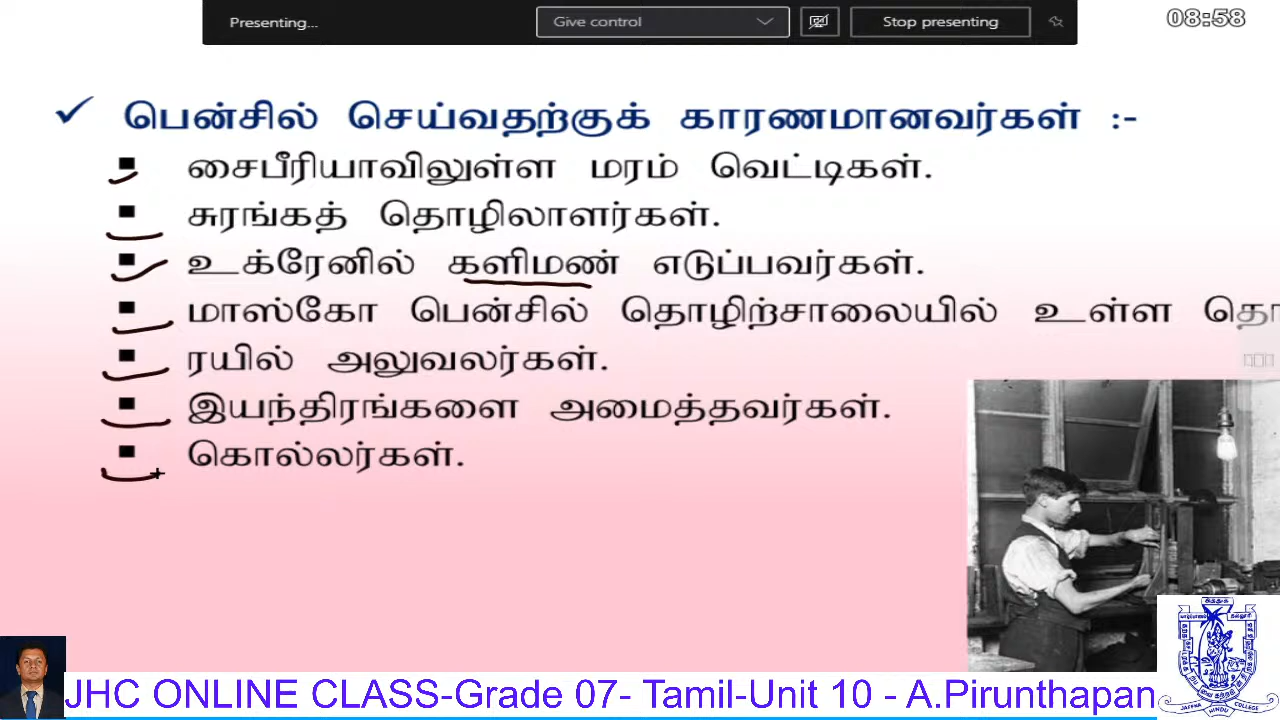 Presenting...
Give control
Stop presenting
08:58
பென்சில் செய்வதற்குக் காரணமானவர்கள் :-
சைபீரியாவிலுள்ள மரம் வெட்டிகள்.
சுரங்கத் தொழிலாளர்கள்.
உக்ரேனில் களிமண் எடுப்பவர்கள்.
மாஸ்கோ பென்சில் தொழிற்சாலையில் உள்ள
ரயில் அலுவலர்கள்.
இயந்திரங்களை அமைத்தவர்கள்.
கொல்லர்கள்.
JHC ONLINE CLASS-Grade 07- Tamil-Unit 10 - A.Pirunthapan